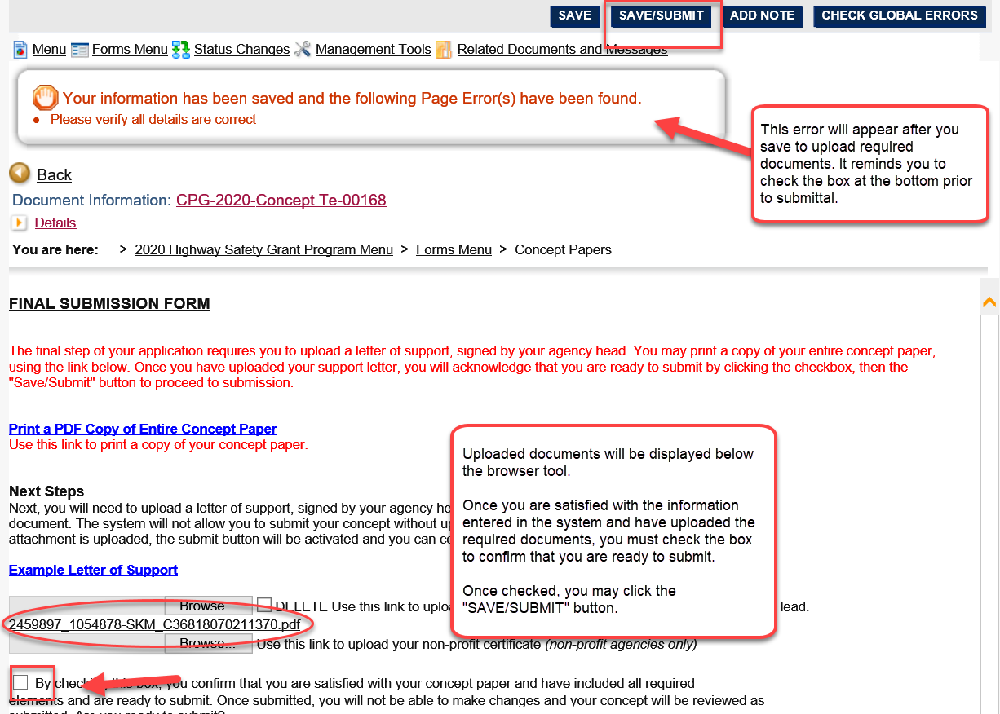 SAVE SAVE/SUBMIT ADD NOTE CHECK GLOBAL ERRORS
Menu Forms Menu Status Changes Management Tools Related Documents and Messages
Your information has been saved and the following Page Error(s) have been found.
Please verify all details are correct
This error will appear after you
save to upload required
documents. It reminds you to
check the box at the bottom prior
to submittal.
Back
Document Information: CPG-2020-Concept Te-00168
Details
You are here: > 2020 Highway Safety Grant Program Menu > Forms Menu > Concept Papers
FINAL SUBMISSION FORM
The final step of your application requires you to upload a letter of support, signed by your agency head. You may print a copy of your entire concept paper,
using the link below. Once you have uploaded your support letter, you will acknowledge that you are ready to submit by clicking the checkbox, then the
"Save/Submit" button to proceed to submission.
Print a PDF Copy of Entire Concept Paper
Use this link to print a copy of your concept paper.
Uploaded documents will be displayed below
the browser tool.
Once you are satisfied with the information
entered in the system and have uploaded the
required documents, you must check the box
to confirm that you are ready to submit.
Once checked, you may click the
"SAVE/SUBMIT" button.
Next Steps
Next, you will need to upload a letter of support, signed by your agency
document. The system will not allow you to submit your concept without
attachment is uploaded, the submit button will be activated and you can
Example Letter of Support
Browse... DELETE Use this link to Head.
2459897_1054878-SKM_C36818070211370.pdf
Browse... Use this link to upload your non-profit certificate (non-profit agencies only)
By checking this box, you confirm that you are satisfied with your concept paper and have included all required
elements and are ready to submit. Once submitted, you will not be able to make changes and your concept will be reviewed as
submitted. Are you ready to submit?